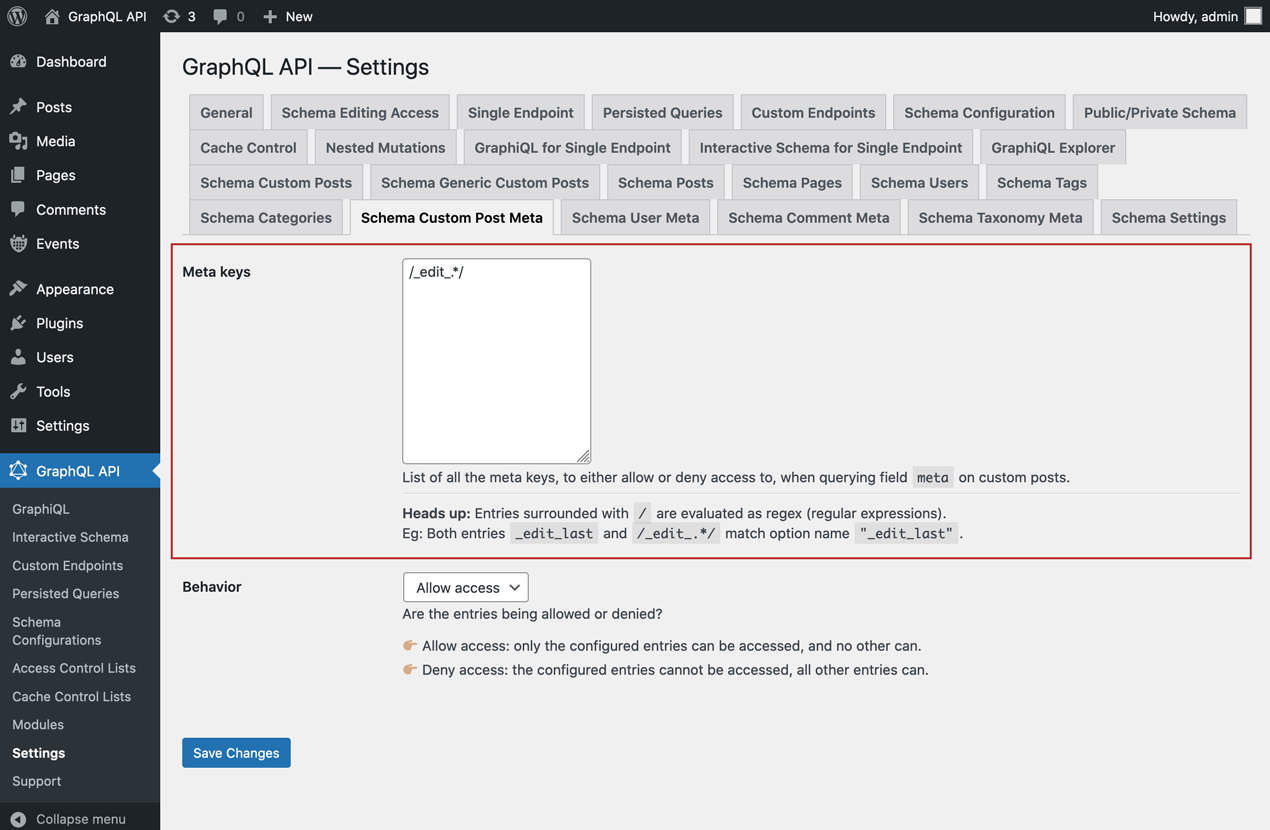 GraphQL API 3 0 New Howdy, admin
Dashboard
Posts
Media
Pages
Comments
Events
Appearance
Plugins
Users
Tools
Settings
GraphQL API
GraphiQL
Interactive Schema
Custom Endpoints
Persisted Queries
Schema
Configurations
Access Control Lists
Cache Control Lists
Modules
Settings
Support
Collapse menu
GraphQL API — Settings
General Schema Editing Access Single Endpoint Persisted Queries Custom Endpoints Schema Configuration Public/Private Schema
Cache Control Nested Mutations GraphiQL for Single Endpoint Interactive Schema for Single Endpoint GraphiQL Explorer
Schema Custom Posts Schema Generic Custom Posts Schema Posts Schema Pages Schema Users Schema Tags
Schema Categories Schema Custom Post Meta Schema User Meta Schema Comment Meta Schema Taxonomy Meta Schema Settings
Meta keys
/_edit_.*/
List of all the meta keys, to either allow or deny access to, when querying field meta on custom posts.
Heads up: Entries surrounded with / are evaluated as regex (regular expressions).
Eg: Both entries _edit_last and /_edit_.*/ match option name "_edit_last".
Behavior
Allow access
Are the entries being allowed or denied?
👉🏽 Allow access: only the configured entries can be accessed, and no other can.
👉🏽 Deny access: the configured entries cannot be accessed, all other entries can.
Save Changes